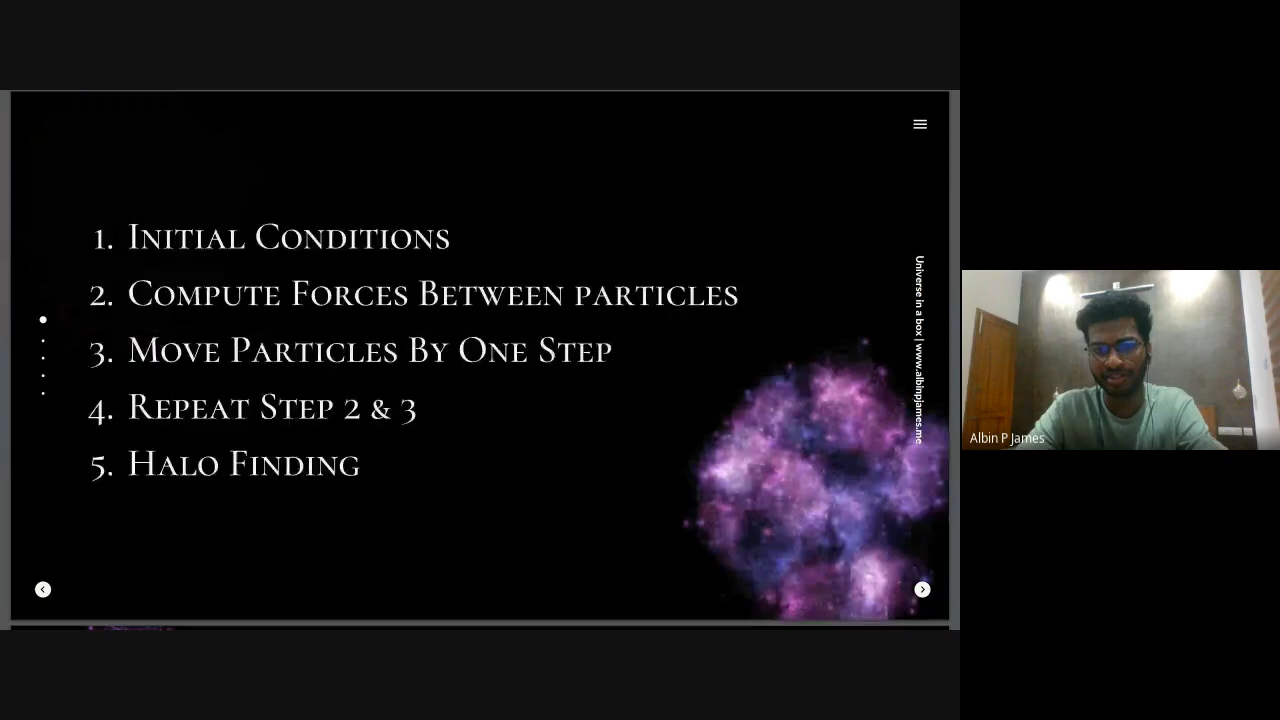 1. Initial Conditions
2. Compute Forces Between particles
3. Move Particles By One Step
4. Repeat Step 2 & 3
5. Halo Finding
Universe in a box | www.albinpjames.me
Albin P James